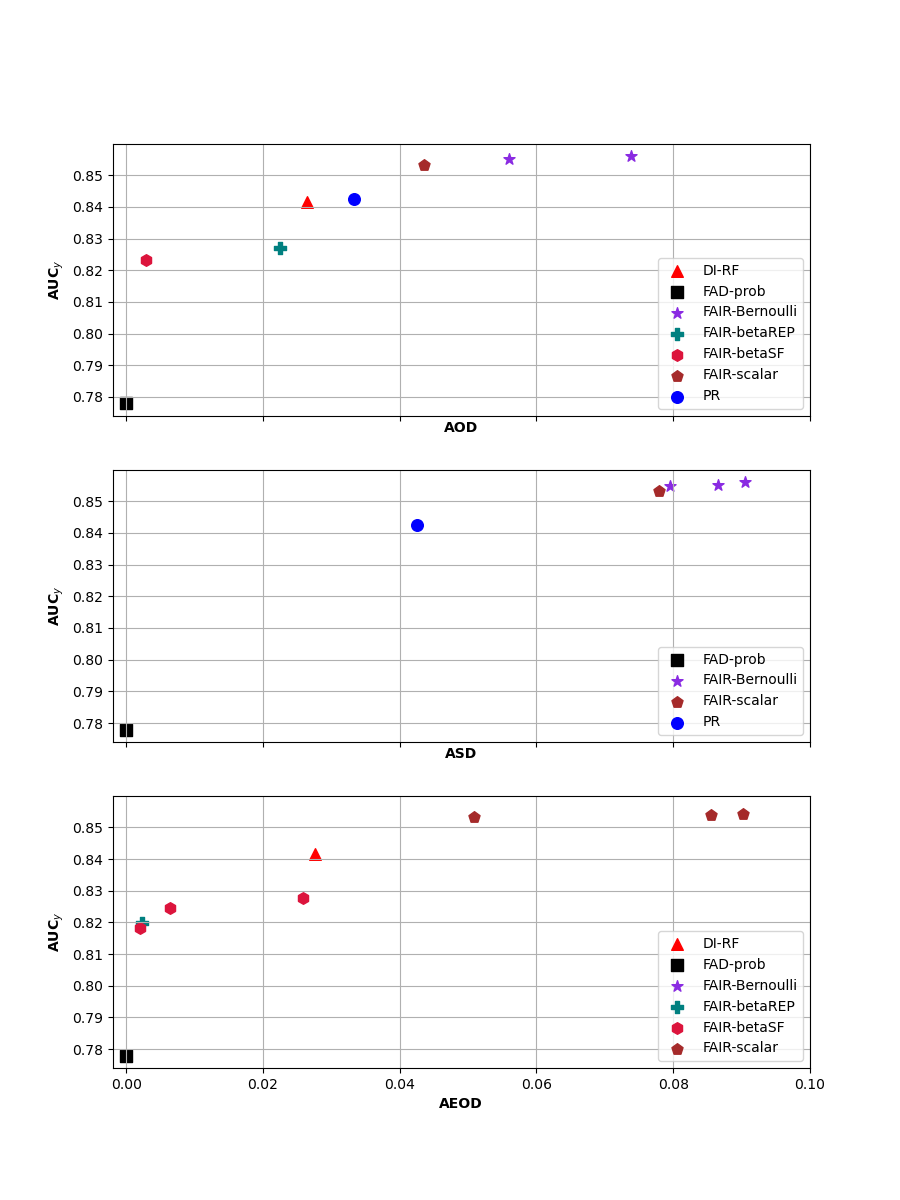 0.85
0.84
0.83
0.82
0.81
0.80
0.79
0.78
AUCy
AOD
DI-RF
FAD-prob
FAIR-Bernoulli
FAIR-betaREP
FAIR-betaSF
FAIR-scalar
PR
0.85
0.84
0.83
0.82
0.81
0.80
0.79
0.78
AUCy
ASD
FAD-prob
FAIR-Bernoulli
FAIR-scalar
PR
0.85
0.84
0.83
0.82
0.81
0.80
0.79
0.78
AUCy
DI-RF
FAD-prob
FAIR-Bernoulli
FAIR-betaREP
FAIR-betaSF
FAIR-scalar
0.00 0.02 0.04 0.06 0.08 0.10
AEOD